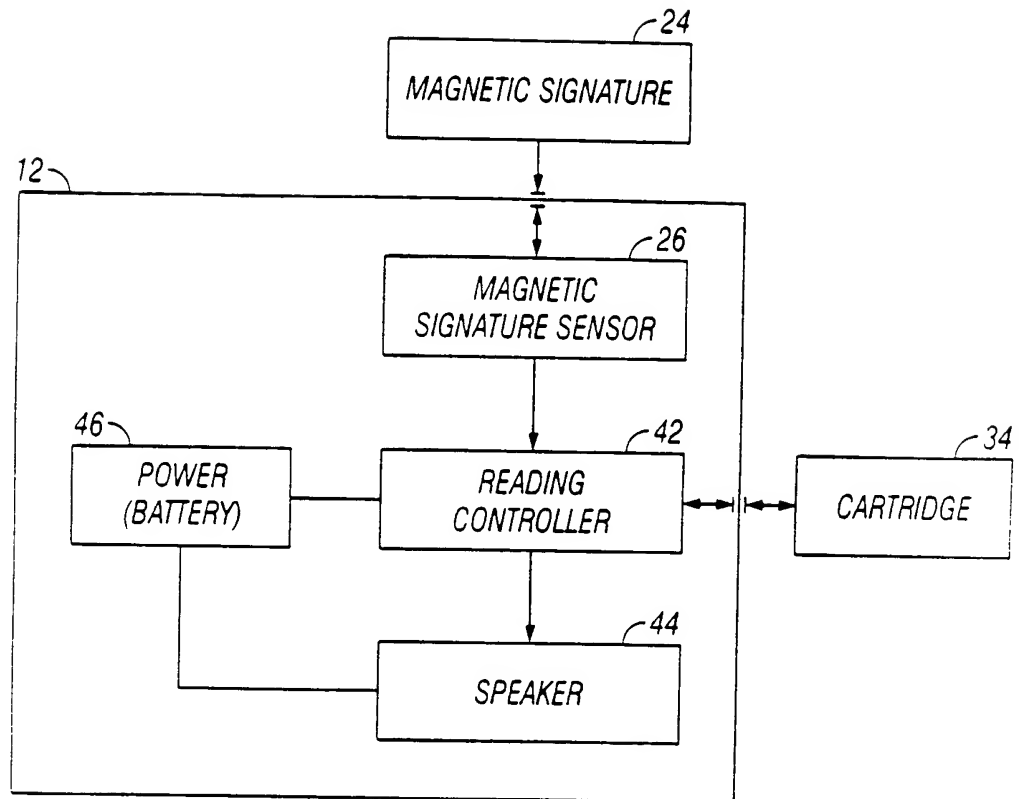 24
MAGNETIC SIGNATURE
12
26
MAGNETIC
SIGNATURE SENSOR
46
POWER
(BATTERY)
42
READING
CONTROLLER
34
CARTRIDGE
44
SPEAKER